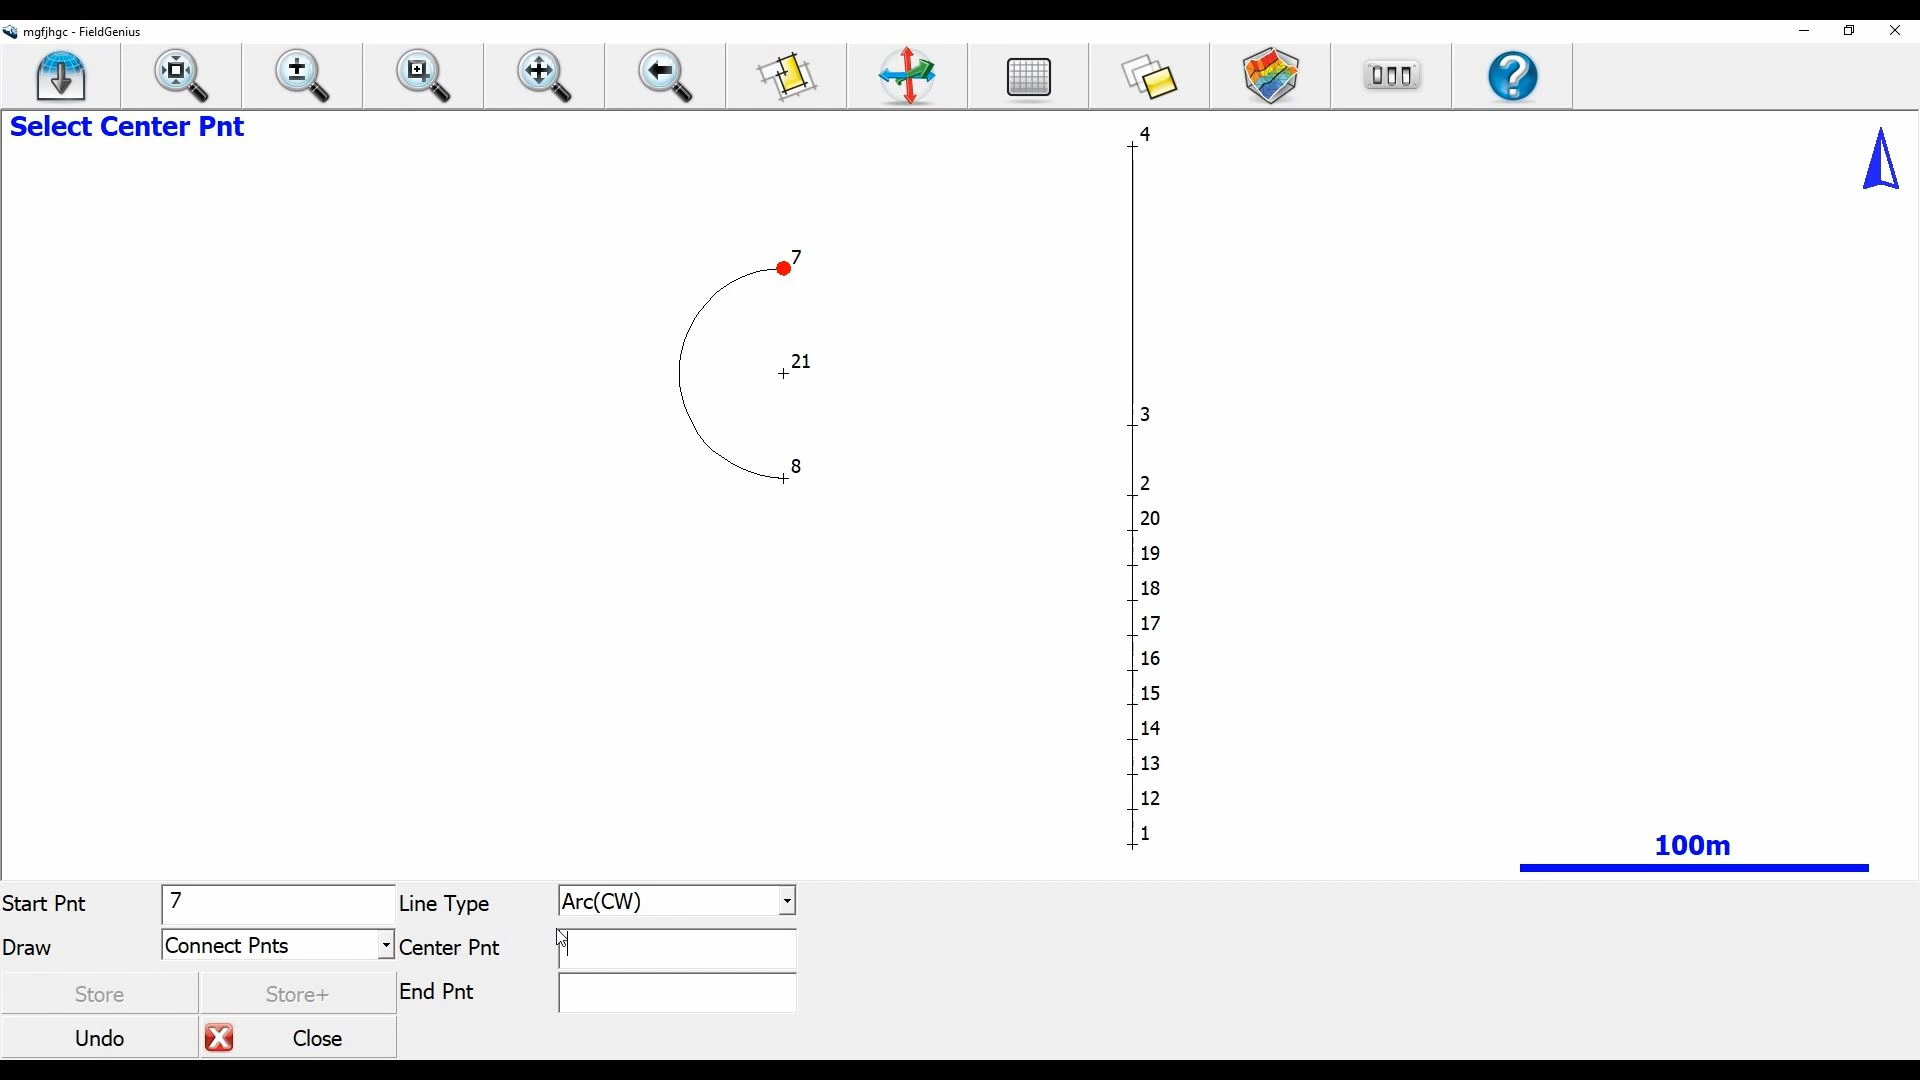 mgfjhgc - FieldGenius
Select Center Pnt
4
7
21
3
8
2
20
19
18
17
16
15
14
13
12
1
100m
Start Pnt 7 Line Type Arc(CW)
Draw Connect Pnts Center Pnt
Store Store+ End Pnt
Undo Close